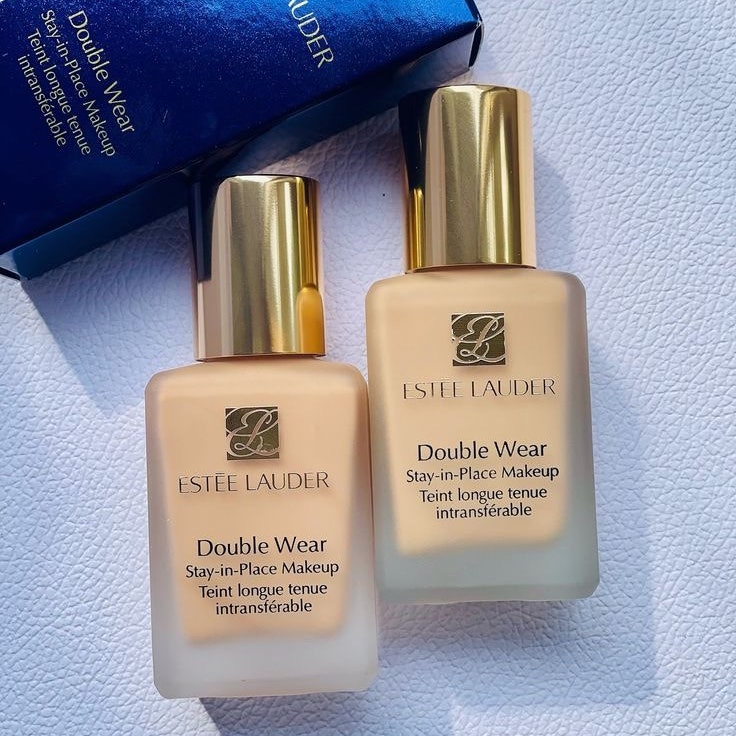 UDER
Double Wear
Stay-in-Place Makeup
Teint longue tenue
intransférable
ESTĒE LAUDER
Double Wear
Stay-in-Place Makeup
Teint longue tenue
intransférable
ESTĒE LAUDER
Double Wear
Stay-in-Place Makeup
Teint longue tenue
intransférable